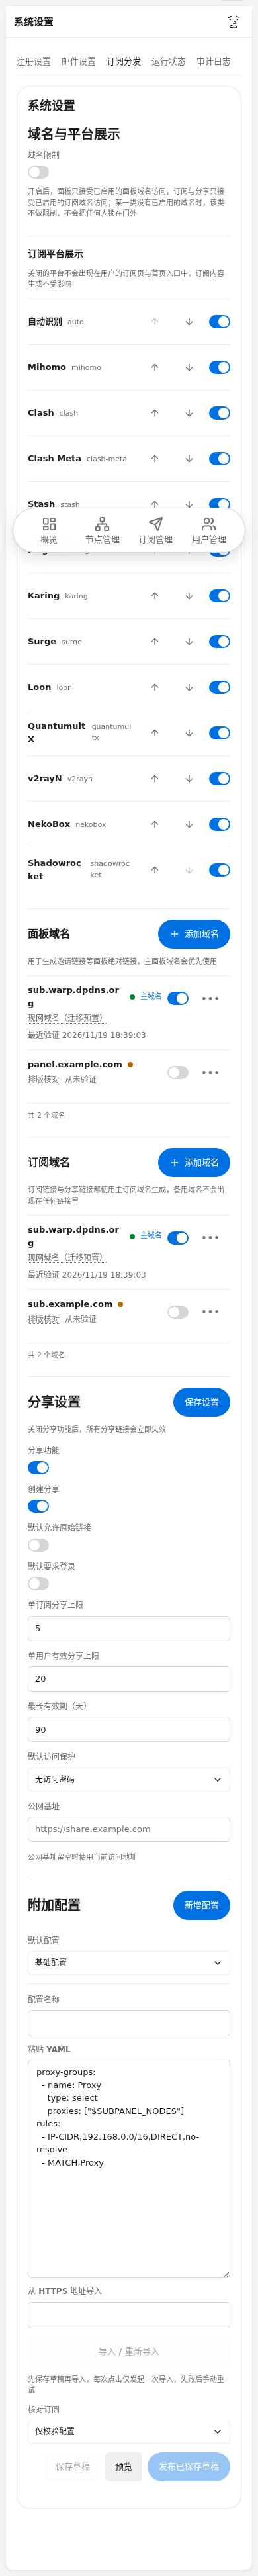 系统设置
注册设置 邮件设置 订阅分发 运行状态 审计日志
系统设置
域名与平台展示
域名限制
开启后，面板只接受已启用的面板域名访问，订阅与分享只接
受已启用的订阅域名访问；某一类没有已启用的域名时，该类
不做限制，不会把任何人锁在门外
订阅平台展示
关闭的平台不会出现在用户的订阅页与首页入口中，订阅内容
生成不受影响
自动识别 auto
Mihomo mihomo
Clash clash
Clash Meta clash-meta
Stash stash
概览 节点管理 订阅管理 用户管理
Karing karing
Surge surge
Loon loon
Quantumult quantumul
X tx
v2rayN v2rayn
NekoBox nekobox
Shadowroc shadowroc
ket ket
面板域名 添加域名
用于生成邀请链接等面板绝对链接，主面板域名会优先使用
sub.warp.dpdns.or
g
主域名
现网域名（迁移预置）
最近验证 2026/11/19 18:39:03
panel.example.com
排版核对 从未验证
共 2 个域名
订阅域名 添加域名
订阅链接与分享链接都使用主订阅域名生成，备用域名不会出
现在任何链接里
sub.warp.dpdns.or
g
主域名
现网域名（迁移预置）
最近验证 2026/11/19 18:39:03
sub.example.com
排版核对 从未验证
共 2 个域名
分享设置 保存设置
关闭分享功能后，所有分享链接会立即失效
分享功能
创建分享
默认允许原始链接
默认要求登录
单订阅分享上限
5
单用户有效分享上限
20
最长有效期（天）
90
默认访问保护
无访问密码
公网基址
https://share.example.com
公网基址留空时使用当前访问地址
附加配置 新增配置
默认配置
基础配置
配置名称
粘贴 YAML
proxy-groups:
- name: Proxy
type: select
proxies: ["$SUBPANEL_NODES"]
rules:
- IP-CIDR,192.168.0.0/16,DIRECT,no-
resolve
- MATCH,Proxy
从 HTTPS 地址导入
导入 / 重新导入
先保存草稿再导入，每次点击仅发起一次导入，失败后手动重
试
核对订阅
仅校验配置
保存草稿 预览 发布已保存草稿